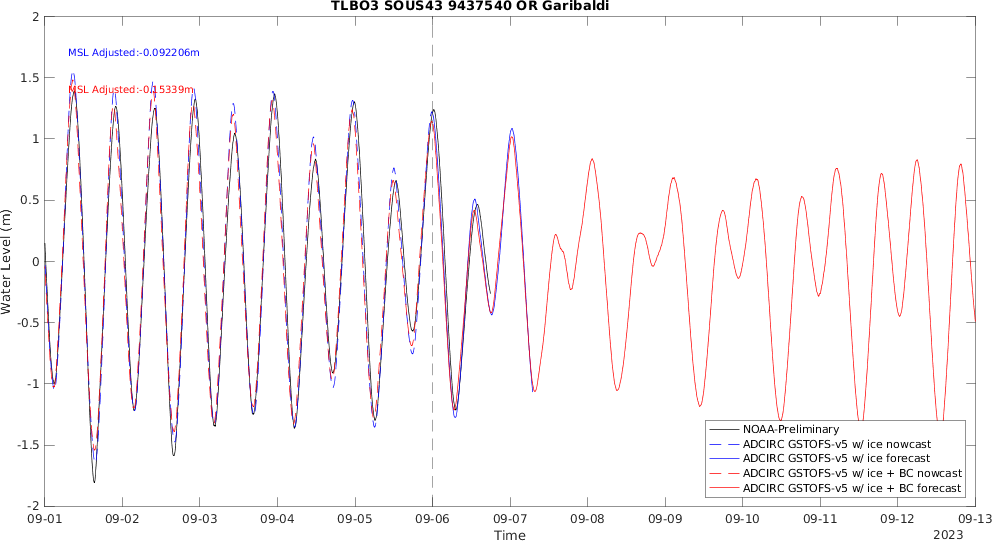 TLBO3 SOUS43 9437540 OR Garibaldi
MSL Adjusted:-0.092206m
MSL Adjusted:-0.15339m
Water Level (m)
2
1.5
1
0.5
0
-0.5
-1
-1.5
-2
NOAA-Preliminary
ADCIRC GSTOFS-v5 w/ ice nowcast
ADCIRC GSTOFS-v5 w/ ice forecast
ADCIRC GSTOFS-v5 w/ ice + BC nowcast
ADCIRC GSTOFS-v5 w/ ice + BC forecast
09-01 09-02 09-03 09-04 09-05 09-06 09-07 09-08 09-09 09-10 09-11 09-12 09-13
Time
2023